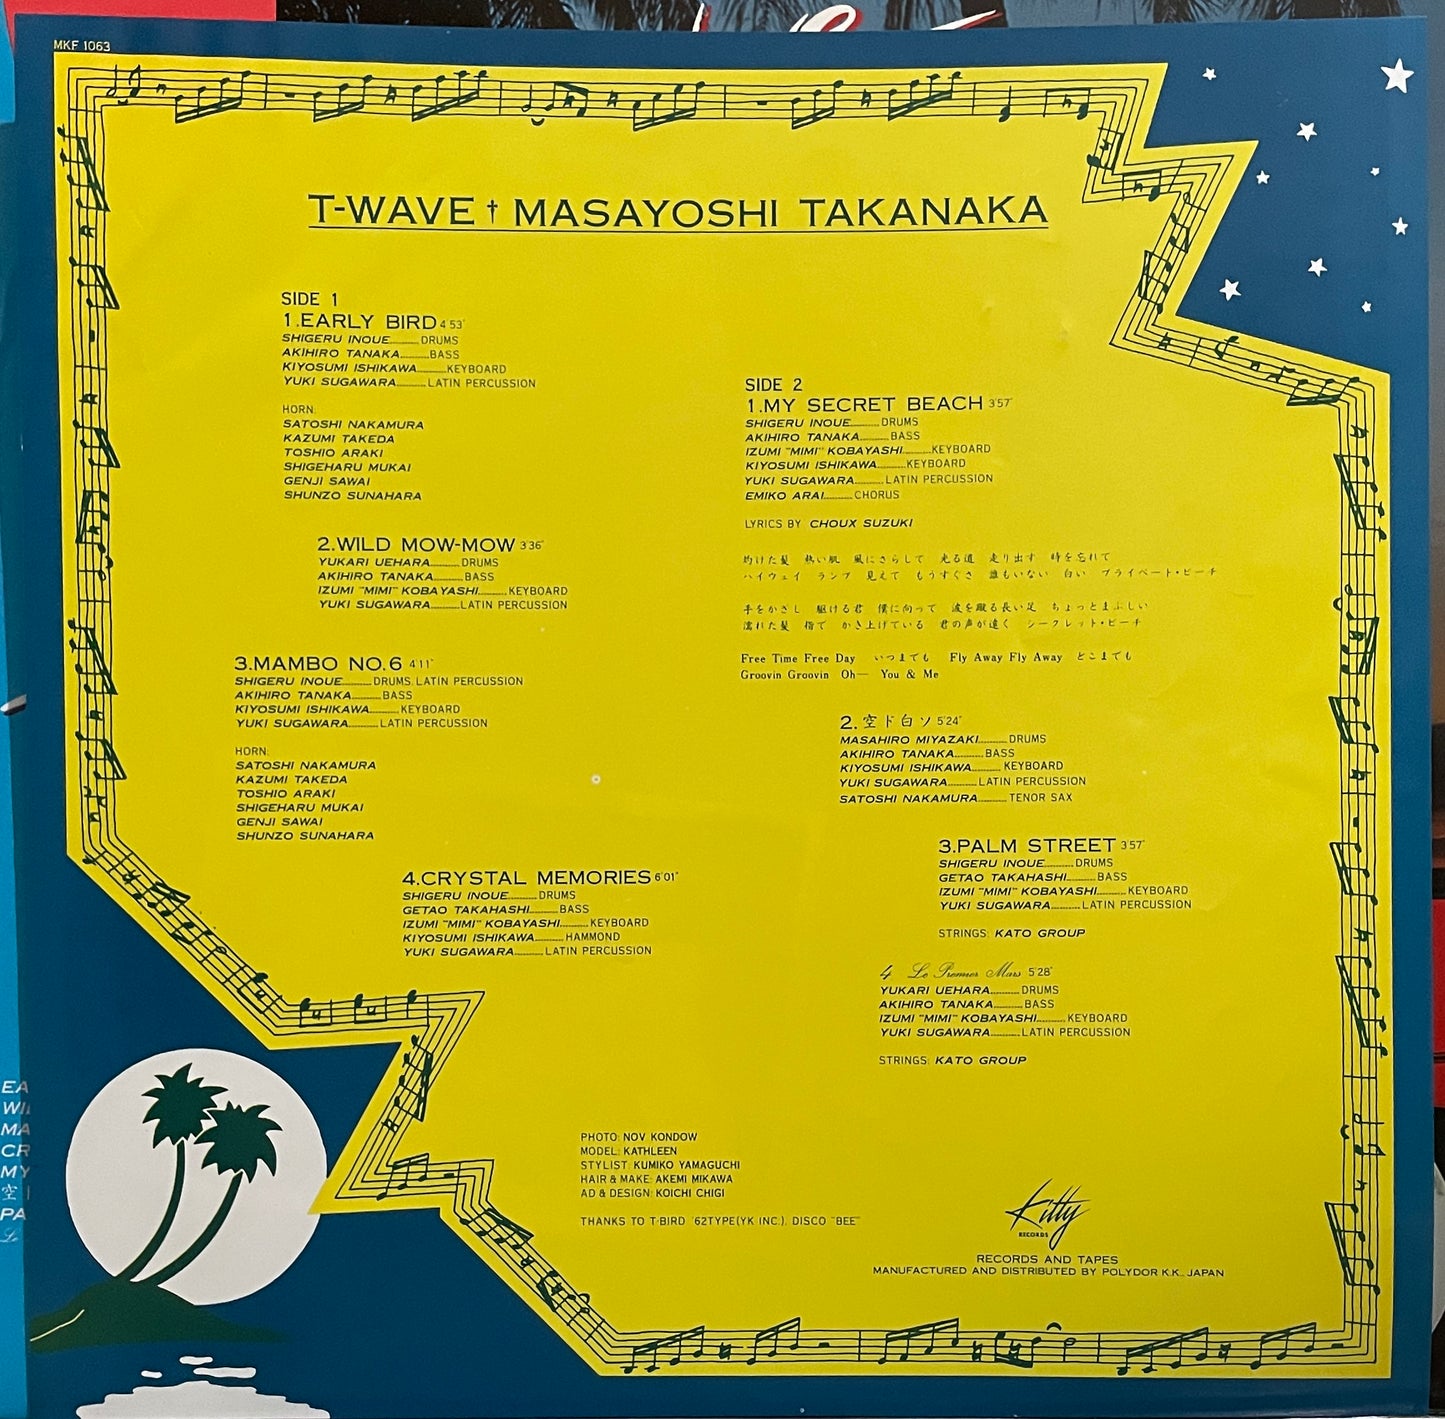 MKF 1063
T-WAVE † MASAYOSHI TAKANAKA
SIDE 1
1.EARLY BIRD 4'53"
SHIGERU INOUE............DRUMS
AKIHIRO TANAKA............BASS
KIYOSUMI ISHIKAWA............KEYBOARD
YUKI SUGAWARA............LATIN PERCUSSION
HORN:
SATOSHI NAKAMURA
KAZUMI TAKEDA
TOSHIO ARAKI
SHIGEHARU MUKAI
GENJI SAWAI
SHUNZO SUNAHARA
2.WILD MOW-MOW 3'36"
YUKARI UEHARA............DRUMS
AKIHIRO TANAKA............BASS
IZUMI "MIMI" KOBAYASHI............KEYBOARD
YUKI SUGAWARA............LATIN PERCUSSION
3.MAMBO NO.6 4'11"
SHIGERU INOUE............DRUMS. LATIN PERCUSSION
AKIHIRO TANAKA............BASS
KIYOSUMI ISHIKAWA............KEYBOARD
YUKI SUGAWARA............LATIN PERCUSSION
HORN:
SATOSHI NAKAMURA
KAZUMI TAKEDA
TOSHIO ARAKI
SHIGEHARU MUKAI
GENJI SAWAI
SHUNZO SUNAHARA
4.CRYSTAL MEMORIES 6'01"
SHIGERU INOUE............DRUMS
GETAO TAKAHASHI............BASS
IZUMI "MIMI" KOBAYASHI............KEYBOARD
KIYOSUMI ISHIKAWA............HAMMOND
YUKI SUGAWARA............LATIN PERCUSSION
SIDE 2
1.MY SECRET BEACH 3'57"
SHIGERU INOUE............DRUMS
AKIHIRO TANAKA............BASS
IZUMI "MIMI" KOBAYASHI............KEYBOARD
KIYOSUMI ISHIKAWA............KEYBOARD
YUKI SUGAWARA............LATIN PERCUSSION
EMIKO ARAI............CHORUS
LYRICS BY CHOUX SUZUKI
灼けた髪 熱い肌 風にさらして 光る道 走り出す 時を忘れて
ハイウェイ ランプ 見えて もうすぐさ 誰もいない 白い プライベート・ビーチ
手をかざし 駆ける君 僕に向って 波を蹴る長い足 ちょっとまぶしい
濡れた髪 指で かき上げている 君の声が遠く シークレット・ビーチ
Free Time Free Day いつまでも Fly Away Fly Away どこまでも
Groovin Groovin Oh— You & Me
2.空ド白ソ 5'24"
MASAHIRO MIYAZAKI............DRUMS
AKIHIRO TANAKA............BASS
KIYOSUMI ISHIKAWA............KEYBOARD
YUKI SUGAWARA............LATIN PERCUSSION
SATOSHI NAKAMURA............TENOR SAX
3.PALM STREET 3'57"
SHIGERU INOUE............DRUMS
GETAO TAKAHASHI............BASS
IZUMI "MIMI" KOBAYASHI............KEYBOARD
YUKI SUGAWARA............LATIN PERCUSSION
STRINGS: KATO GROUP
4 Le Premier Mars 5'28"
YUKARI UEHARA............DRUMS
AKIHIRO TANAKA............BASS
IZUMI "MIMI" KOBAYASHI............KEYBOARD
YUKI SUGAWARA............LATIN PERCUSSION
STRINGS: KATO GROUP
PHOTO: NOV KONDOW
MODEL: KATHLEEN
STYLIST: KUMIKO YAMAGUCHI
HAIR & MAKE: AKEMI MIKAWA
AD & DESIGN: KOICHI CHIGI
THANKS TO T-BIRD '62TYPE(YK INC.), DISCO "BEE"
Kitty
RECORDS
RECORDS AND TAPES
MANUFACTURED AND DISTRIBUTED BY POLYDOR K.K., JAPAN
EA
WI
MA
CR
MY
空
PA
Le